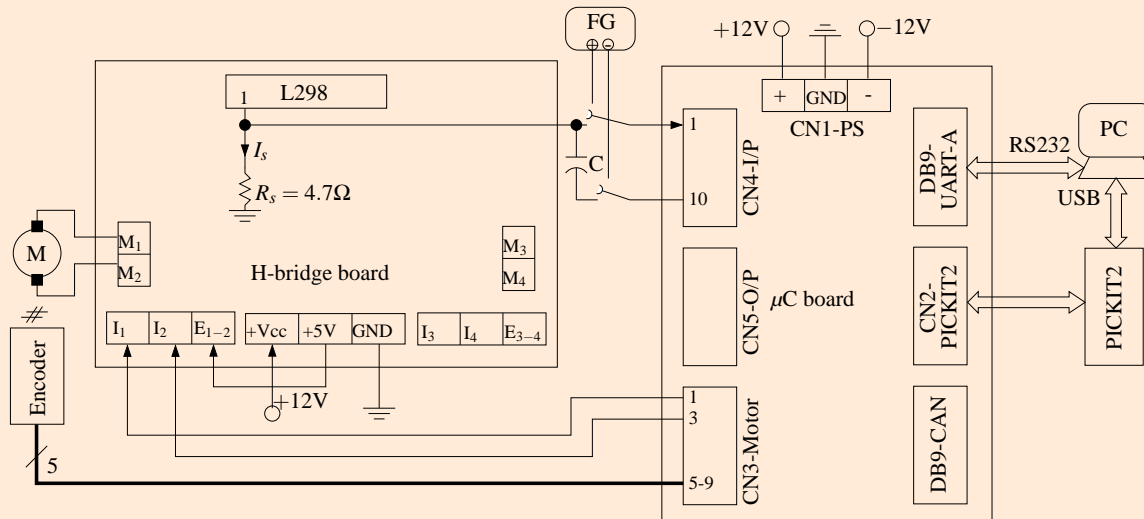 FG
+12V
−12V
+ GND -
CN1-PS
L298
1
I_s
R_s = 4.7Ω
C
1
10
CN4-I/P
DB9-
UART-A
RS232
PC
USB
M
M₁
M₂
H-bridge board
M₃
M₄
CN5-O/P
μC board
CN2-
PICKIT2
PICKIT2
I₁ I₂ E₁₋₂
+Vcc +5V GND
I₃ I₄ E₃₋₄
+12V
Encoder
5
1
3
5-9
CN3-Motor
DB9-CAN